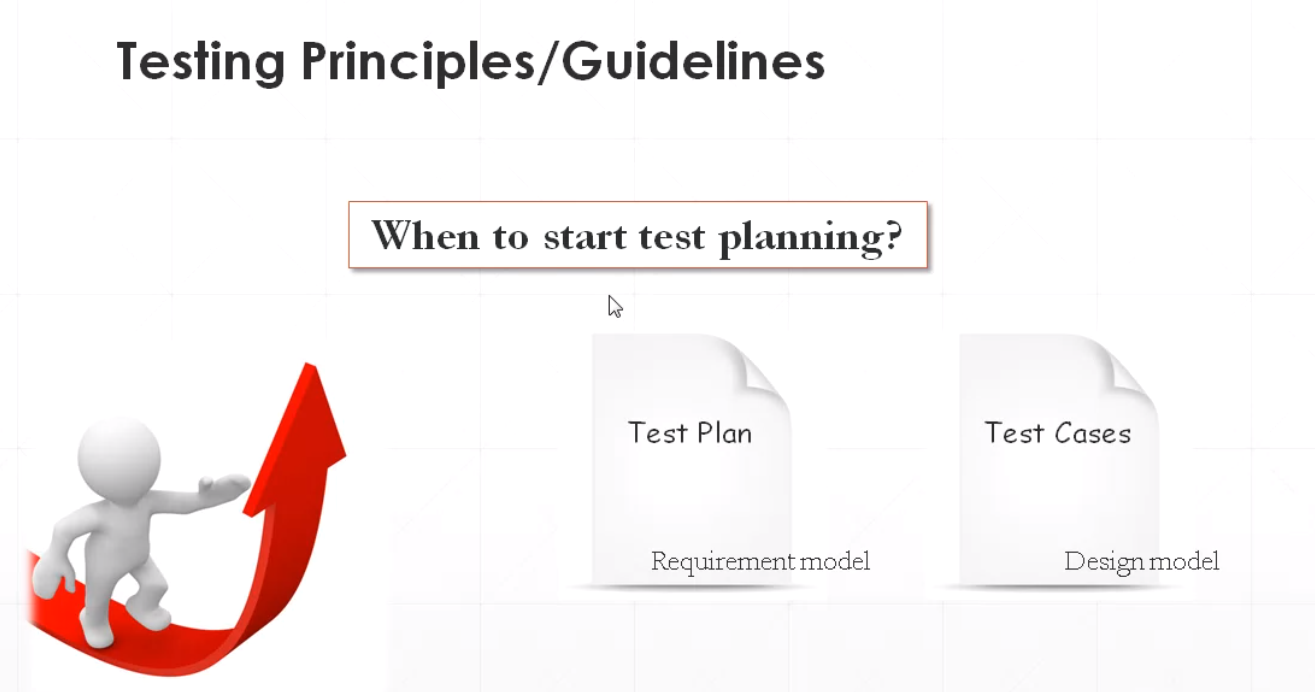 Testing Principles/Guidelines
When to start test planning?
Test Plan
Test Cases
Requirement model
Design model